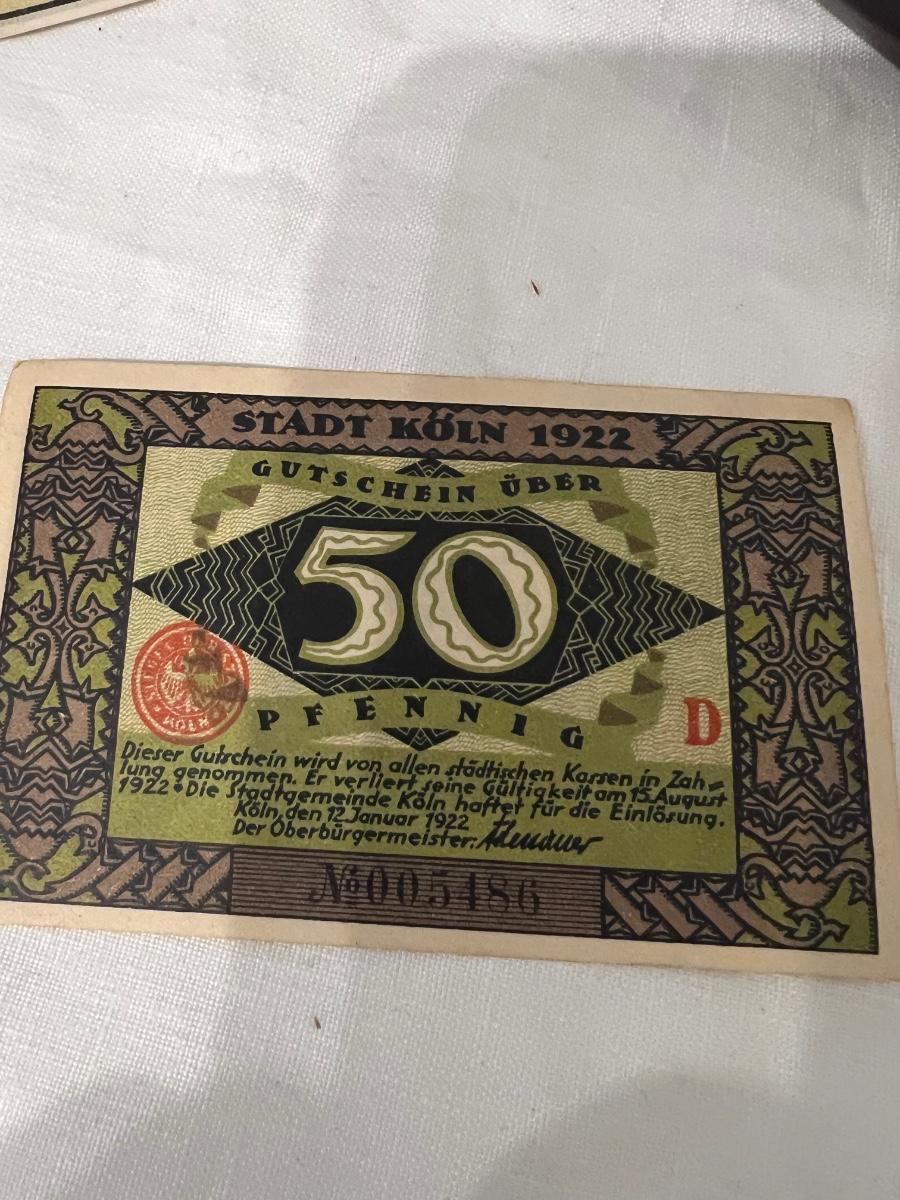 STADT KÖLN 1922
GUTSCHEIN ÜBER
50
PFENNIG
D
Dieser Gutschein wird von allen städtischen Kassen in Zah=
lung genommen. Er verliert seine Gültigkeit am 15. August
1922 • Die Stadtgemeinde Köln haftet für die Einlösung.
Köln, den 12. Januar 1922
Der Oberbürgermeister: Adenauer
№005486